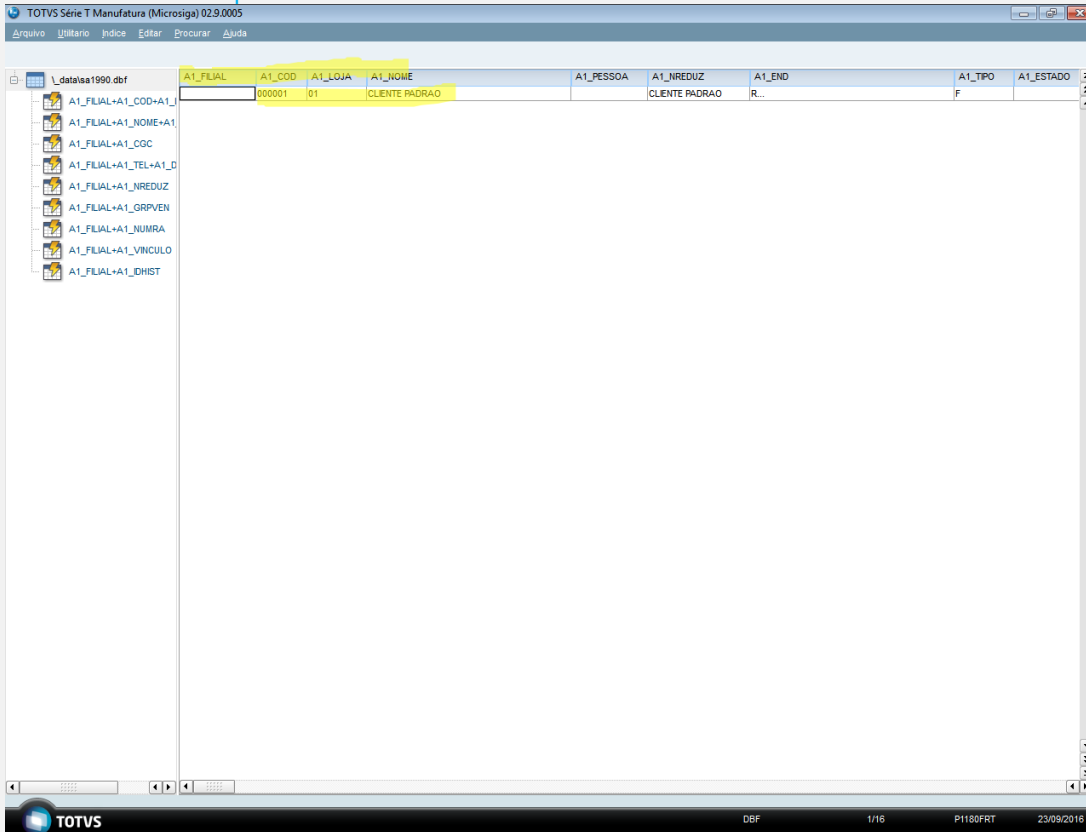 TOTVS Série T Manufatura (Microsiga) 02.9.0005
Arquivo Utilitario Indice Editar Procurar Ajuda
\_data\sa1990.dbf
A1_FILIAL+A1_COD+A1_
A1_FILIAL+A1_NOME+A1_
A1_FILIAL+A1_CGC
A1_FILIAL+A1_TEL+A1_D
A1_FILIAL+A1_NREDUZ
A1_FILIAL+A1_GRPVEN
A1_FILIAL+A1_NUMRA
A1_FILIAL+A1_VINCULO
A1_FILIAL+A1_IDHIST
A1_FILIAL A1_COD A1_LOJA A1_NOME A1_PESSOA A1_NREDUZ A1_END A1_TIPO A1_ESTADO
000001 01 CLIENTE PADRAO CLIENTE PADRAO R... F
TOTVS DBF 1/16 P1180FRT 23/09/2016